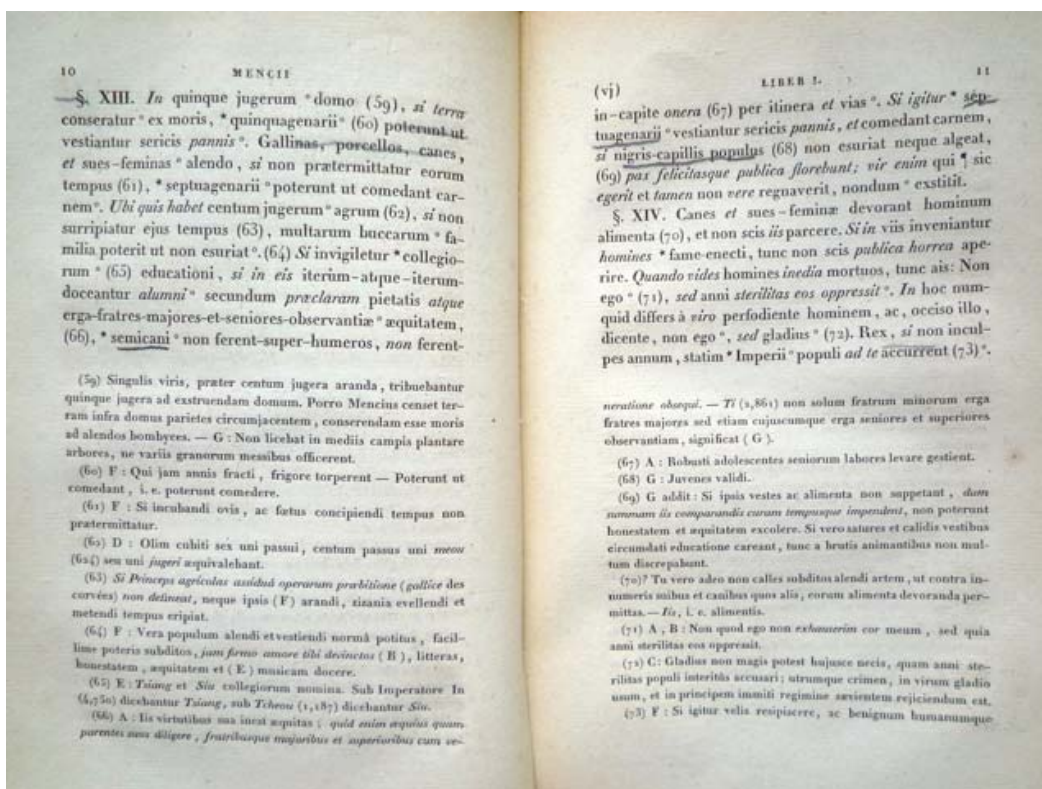 10
MENCII
§. XIII. In quinque jugerum ° domo (59), si terra
conseratur ° ex moris, * quinquagenarii ° (60) poterunt ut
vestiantur sericis pannis °. Gallinas, porcellos, canes,
et sues-feminas ° alendo, si non prætermittatur eorum
tempus (61), * septuagenarii ° poterunt ut comedant car-
nem °. Ubi quis habet centum jugerum ° agrum (62), si non
surripiatur ejus tempus (63), multarum buccarum ° fa-
milia poterit ut non esuriat °. (64) Si invigiletur * collegio-
rum ° (65) educationi, si in eis iterùm-atque-iterum-
doceantur alumni ° secundum præclaram pietatis atque
erga-fratres-majores-et-seniores-observantiæ ° æquitatem,
(66), * semicani ° non ferent-super-humeros, non ferent-
(59) Singulis viris, præter centum jugera aranda, tribuebantur
quinque jugera ad exstruendam domum. Porro Mencius censet ter-
ram infra domus parietes circumjacentem, conserendam esse moris
ad alendos bombyces. — G : Non licebat in mediis campis plantare
arbores, ne variis granorum messibus officerent.
(60) F : Qui jam annis fracti, frigore torperent — Poterunt ut
comedant, i. e. poterunt comedere.
(61) F : Si incubandi ovis, ac fœtus concipiendi tempus non
prætermittatur.
(62) D : Olim cubiti sex uni passui, centum passus uni meou
(624) seu uni jugeri æquivalebant.
(63) Si Princeps agricolas assiduâ operarum præbitione (gallice des
corvées) non detineat, neque ipsis (F) arandi, zizania evellendi et
metendi tempus eripiat.
(64) F : Vera populum alendi et vestiendi normâ potitus, facil-
lime poteris subditos, jam firmo amore tibi devinctos (B), litteras,
honestatem, æquitatem et (E) musicam docere.
(65) E : Tsiang et Siu collegiorum nomina. Sub Imperatore In
(4,750) dicebantur Tsiang, sub Tcheou (1,187) dicebantur Siu.
(66) A : Iis virtutibus sua inest æquitas ; quid enim æquius quam
parentes suos diligere, fratribusque majoribus et superioribus cum ve-
(vj)
LIBER I.
11
in-capite onera (67) per itinera et vias °. Si igitur * sep-
tuagenarii ° vestiantur sericis pannis, et comedant carnem,
si nigris-capillis populus (68) non esuriat neque algeat,
(69) pax felicitasque publica florebunt; vir enim qui ¶ sic
egerit et tamen non vere regnaverit, nondum ° exstitit.
§. XIV. Canes et sues-feminæ devorant hominum
alimenta (70), et non scis iis parcere. Si in viis inveniantur
homines * fame-enecti, tunc non scis publica horrea ape-
rire. Quando vides homines inedia mortuos, tunc ais: Non
ego ° (71), sed anni sterilitas eos oppressit °. In hoc num-
quid differs à viro perfodiente hominem, ac, occiso illo,
dicente, non ego °, sed gladius ° (72). Rex, si non incul-
pes annum, statim * Imperii ° populi ad te accurrent (73) °.
neratione obsequi. — Ti (2,861) non solum fratrum minorum erga
fratres majores sed etiam cujuscumque erga seniores et superiores
observantiam, significat ( G ).
(67) A : Robusti adolescentes seniorum labores levare gestient.
(68) G : Juvenes validi.
(69) G addit : Si ipsis vestes ac alimenta non suppetant, dum
summam iis comparandis curam tempusque impendent, non poterunt
honestatem et æquitatem excolere. Si vero satures et calidis vestibus
circumdati educatione careant, tunc a brutis animantibus non mul-
tum discrepabunt.
(70)? Tu vero adeo non calles subditos alendi artem, ut contra in-
numeris suibus et canibus quos alis, eorum alimenta devoranda per-
mittas. — Iis, i. e. alimentis.
(71) A, B : Non quod ego non exhauserim cor meum, sed quia
anni sterilitas eos oppressit.
(72) C : Gladius non magis potest hujusce necis, quam anni ste-
rilitas populi interitûs accusari; utrumque crimen, in virum gladio
usum, et in principem immiti regimine sævientem rejiciendum est.
(73) F : Si igitur velis resipiscere, ac benignum humanumque